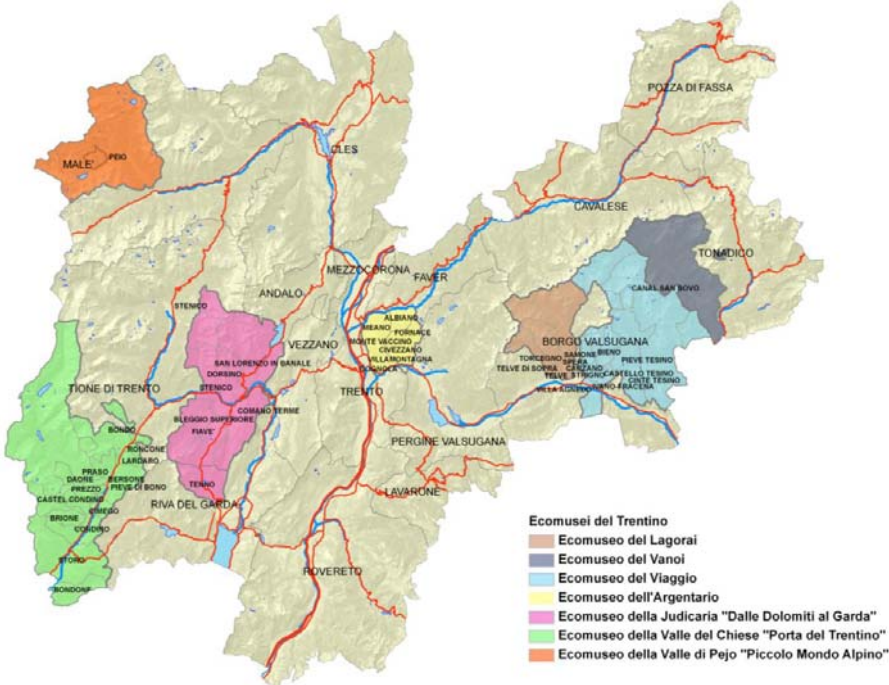 POZZA DI FASSA
CLES
MALE'
PEIO
CAVALESE
TONADICO
MEZZOCORONA
FAVER
CANAL SAN BOVO
ANDALO
STENICO
ALBIANO
MEANO
FORNACE
VEZZANO
MONTE VACCINO
CIVEZZANO
BORGO VALSUGANA
SAN LORENZO IN BANALE
VILLAMONTAGNA
COGNOLA
TORCEGNO
SAMONE
BIENO
SPERA
PIEVE TESINO
DORSINO
TELVE DI SOPRA
CARZANO
CASTELLO TESINO
TIONE DI TRENTO
STENICO
TRENTO
TELVE
STRIGNO
CINTE TESINO
IVANO-FRACENA
COMANO TERME
BLEGGIO SUPERIORE
FIAVE'
BONDO
PERGINE VALSUGANA
RONCONE
LARDARO
PRASO
DAONE
BERSONE
PREZZO
PIEVE DI BONO
TENNO
LAVARONE
CASTEL CONDINO
RIVA DEL GARDA
CIMEGO
BRIONE
CONDINO
STORO
ROVERETO
BONDONE
Ecomusei del Trentino
Ecomuseo del Lagorai
Ecomuseo del Vanoi
Ecomuseo del Viaggio
Ecomuseo dell'Argentario
Ecomuseo della Judicaria "Dalle Dolomiti al Garda"
Ecomuseo della Valle del Chiese "Porta del Trentino"
Ecomuseo della Valle di Pejo "Piccolo Mondo Alpino"